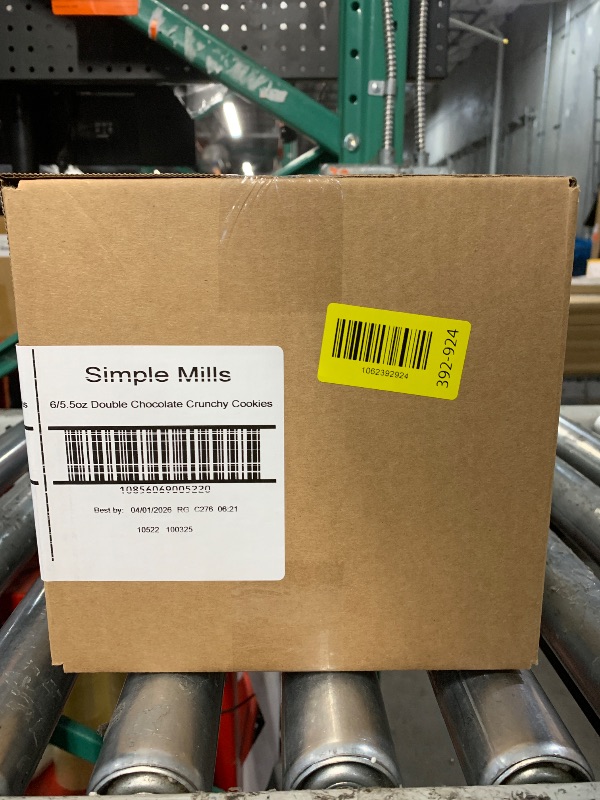 Simple Mills
6/5.5oz Double Chocolate Crunchy Cookies
10856069005220
Best by: 04/01/2026 RG C276 06:21
10522 100325
1062392924
392-924